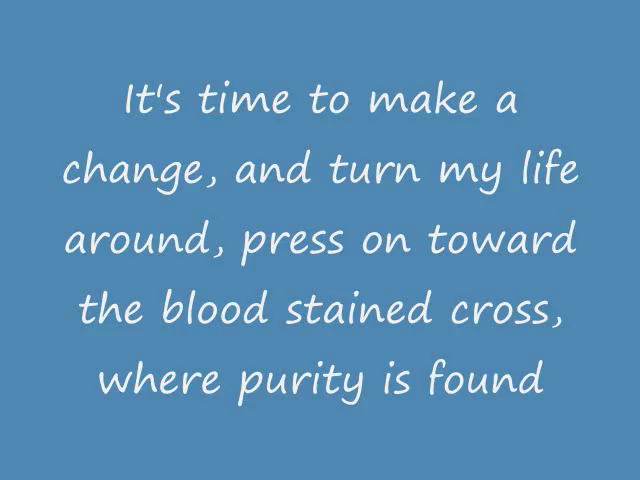 It's time to make a
change, and turn my life
around, press on toward
the blood stained cross,
where purity is found